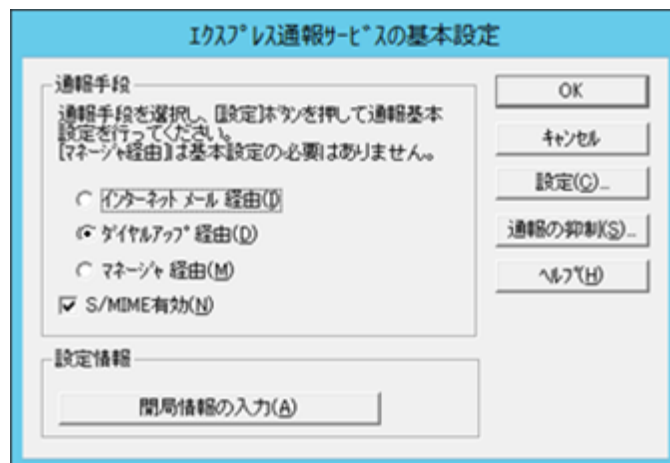 ｴｸｽﾌﾟﾚｽ通報ｻｰﾋﾞｽの基本設定
通報手段
通報手段を選択し、[設定]ﾎﾞﾀﾝを押して通報基本
設定を行ってください。
[ﾏﾈｰｼﾞｬ経由]は基本設定の必要はありません。
ｲﾝﾀｰﾈｯﾄ ﾒｰﾙ 経由(I)
ﾀﾞｲﾔﾙｱｯﾌﾟ 経由(D)
ﾏﾈｰｼﾞｬ 経由(M)
S/MIME有効(N)
設定情報
開局情報の入力(A)
OK
ｷｬﾝｾﾙ
設定(C)...
通報の抑制(S)...
ﾍﾙﾌﾟ(H)